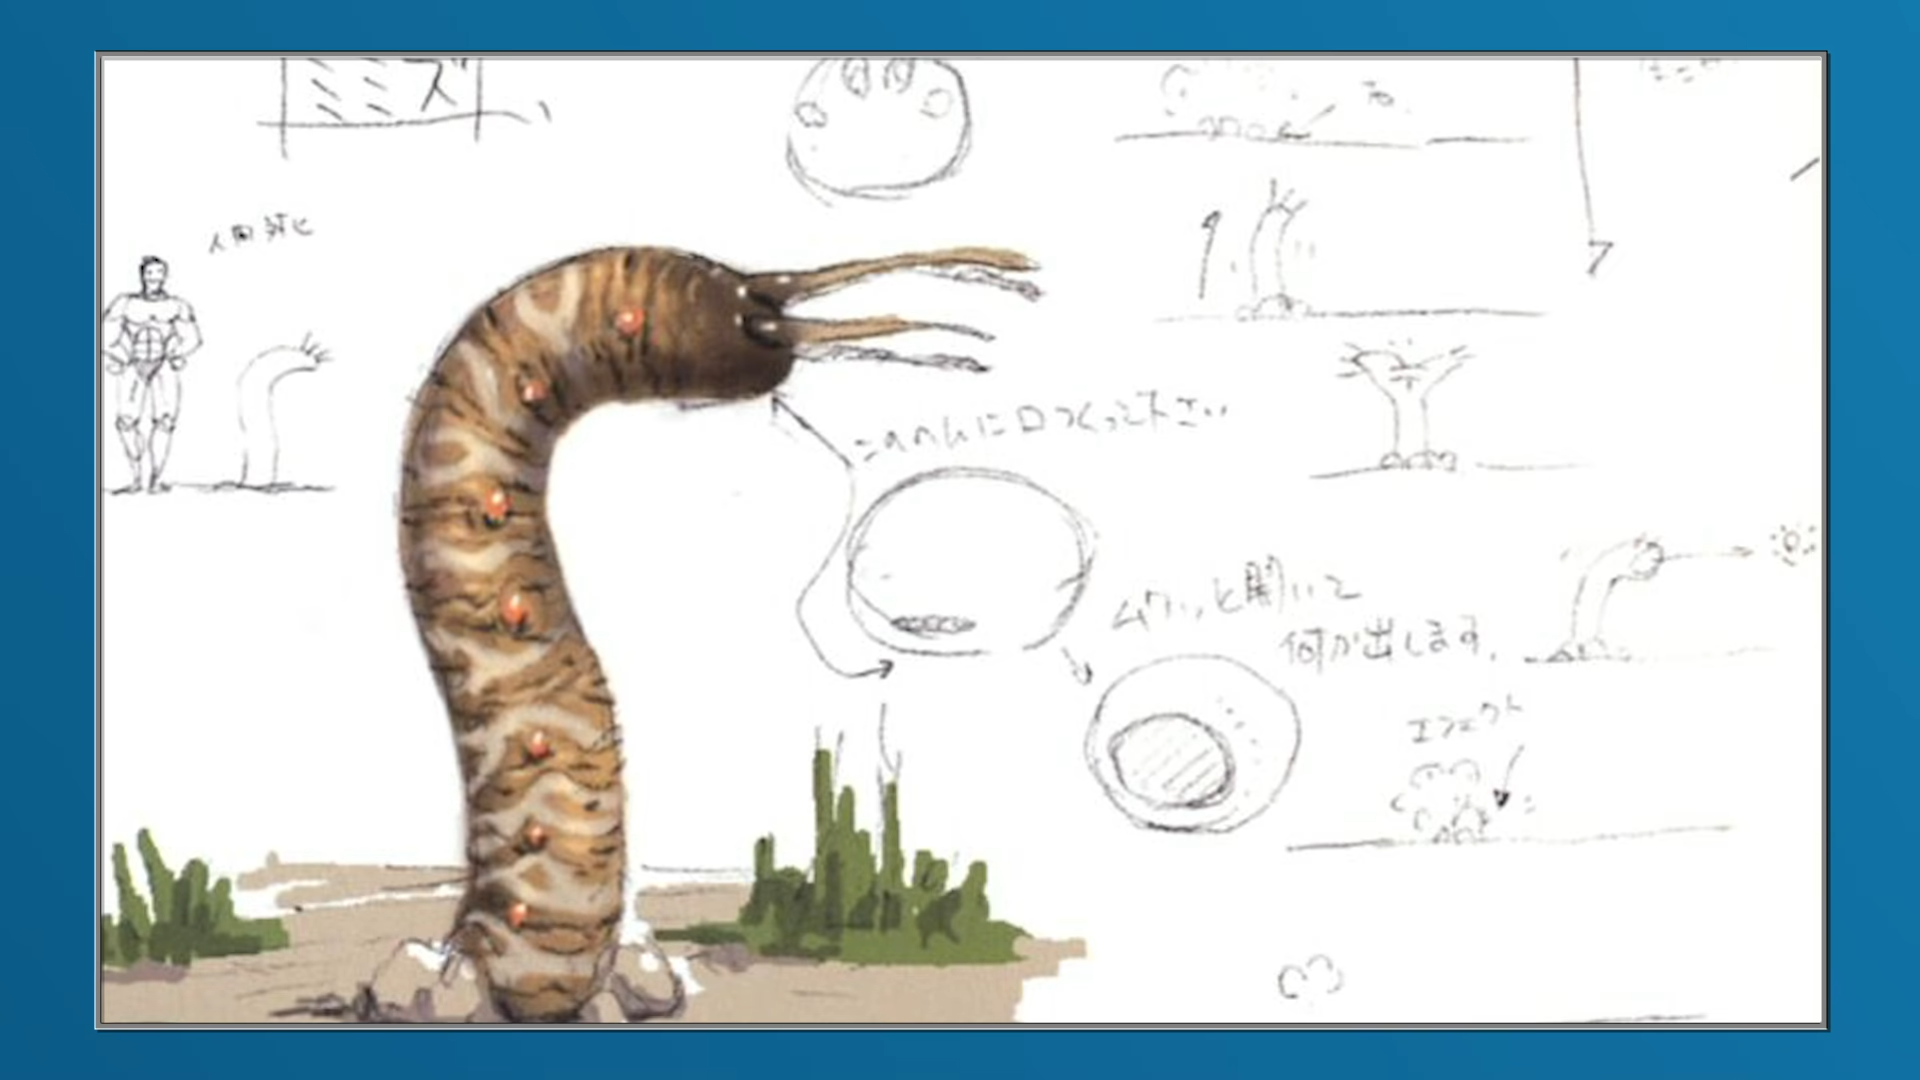 ミミズ
人間対比
このへんに口つくって下さい
ムワッと開いて
何か出します。
エフェクト